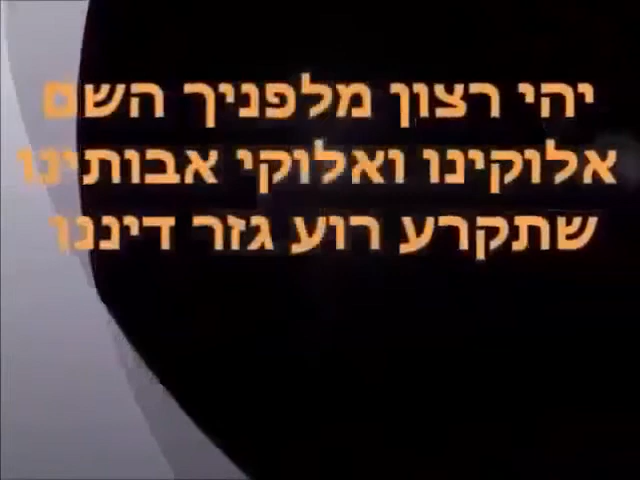 יהי רצון מלפניך השם
אלוקינו ואלוקי אבותינו
שתקרע רוע גזר דיננו